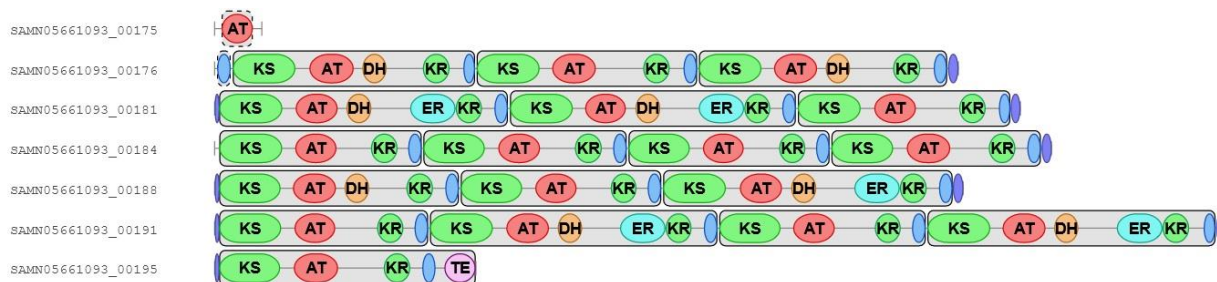 SAMN05661093_00175 AT
SAMN05661093_00176 KS AT DH KR KS AT KR KS AT DH KR
SAMN05661093_00181 KS AT DH ER KR KS AT DH ER KR KS AT KR
SAMN05661093_00184 KS AT KR KS AT KR KS AT KR KS AT KR
SAMN05661093_00188 KS AT DH KR KS AT KR KS AT DH ER KR
SAMN05661093_00191 KS AT KR KS AT DH ER KR KS AT KR KS AT DH ER KR
SAMN05661093_00195 KS AT KR TE